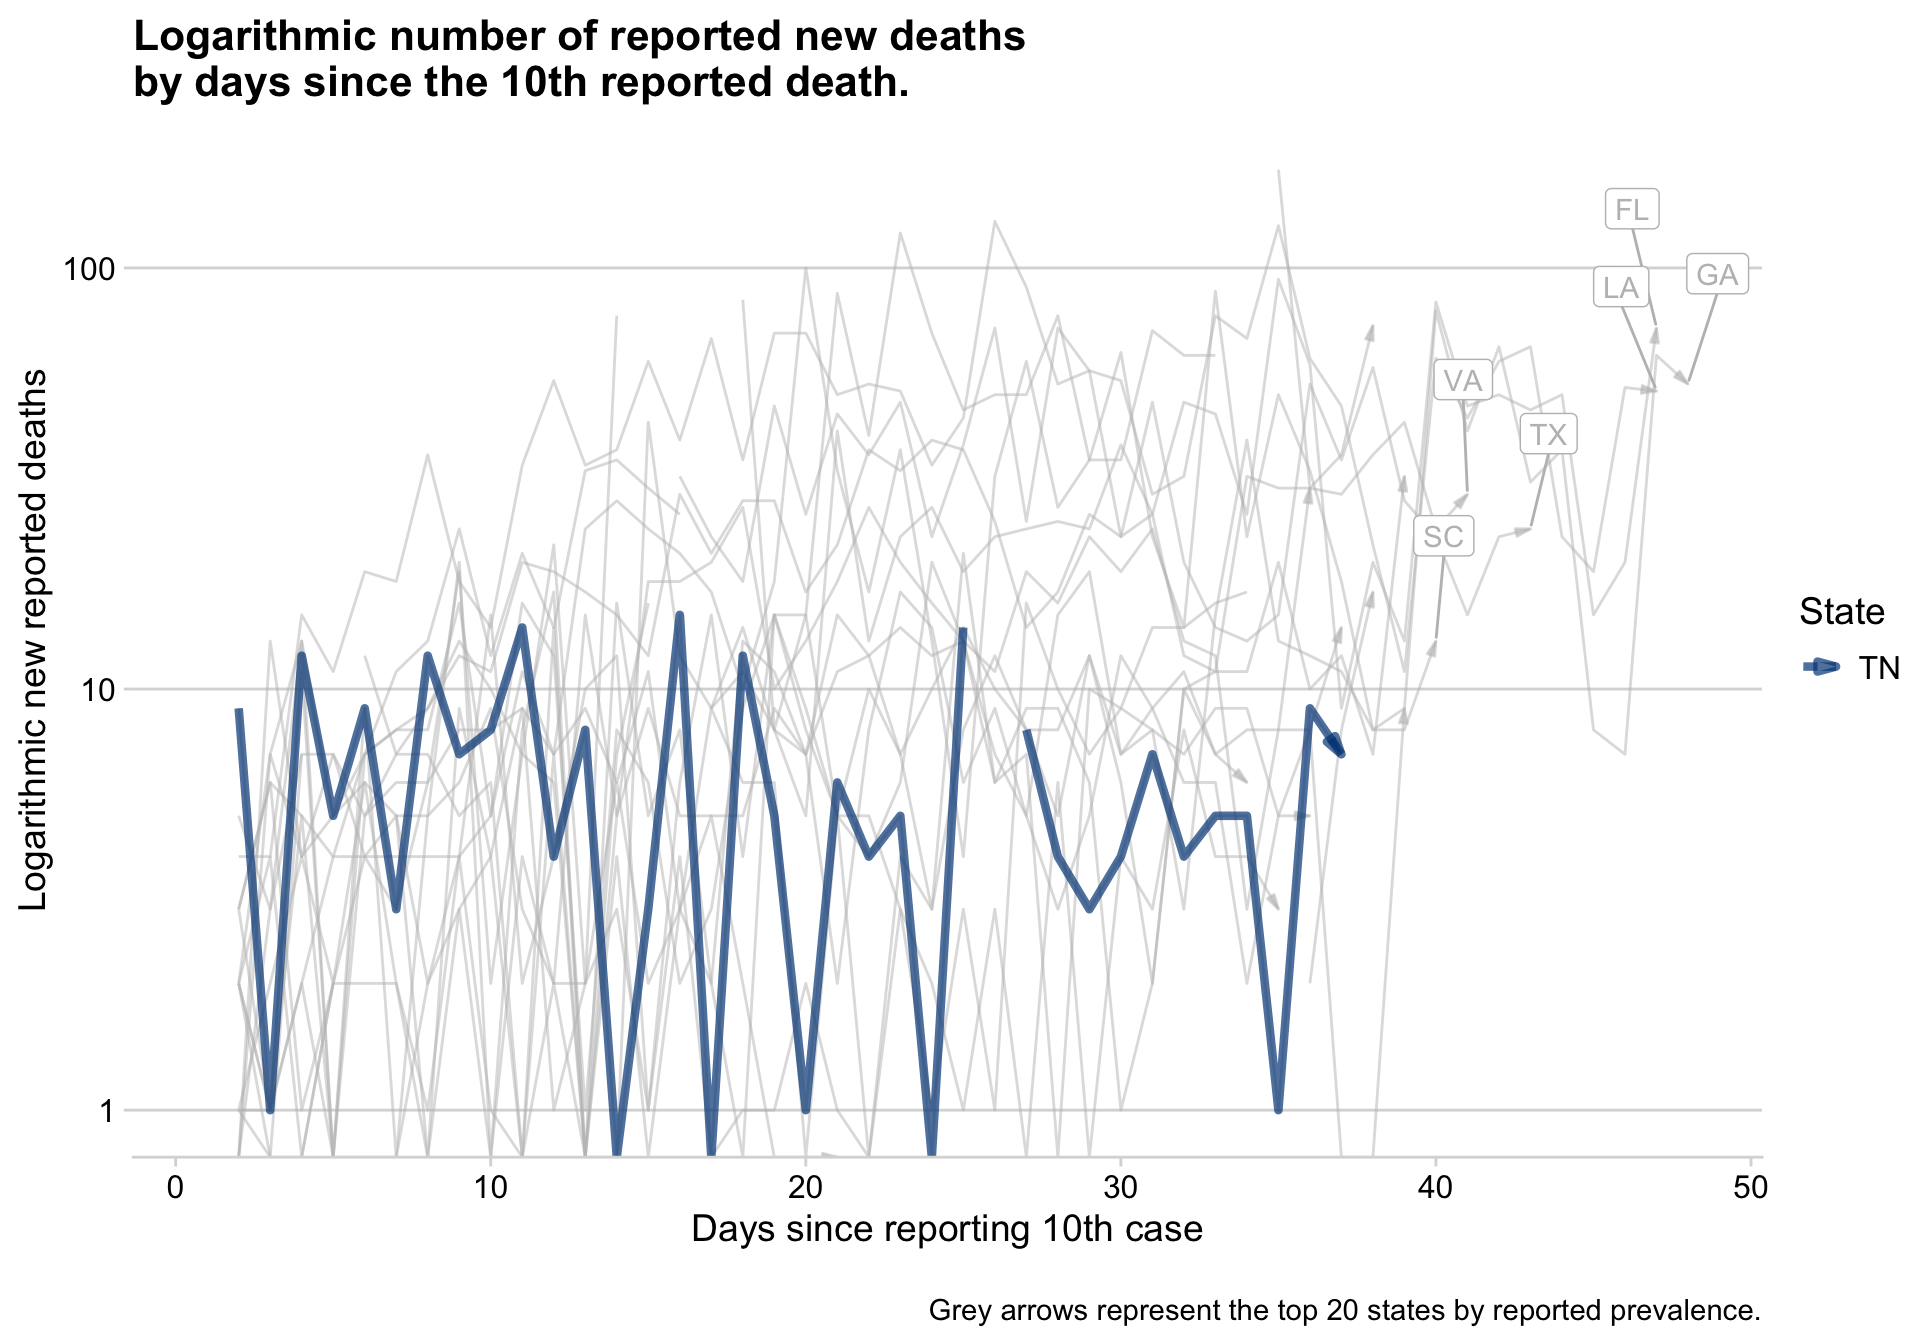 Logarithmic number of reported new deaths
by days since the 10th reported death.
Logarithmic new reported deaths
100
10
1
FL
LA
GA
VA
TX
SC
State
TN
0
10
20
30
40
50
Days since reporting 10th case
Grey arrows represent the top 20 states by reported prevalence.